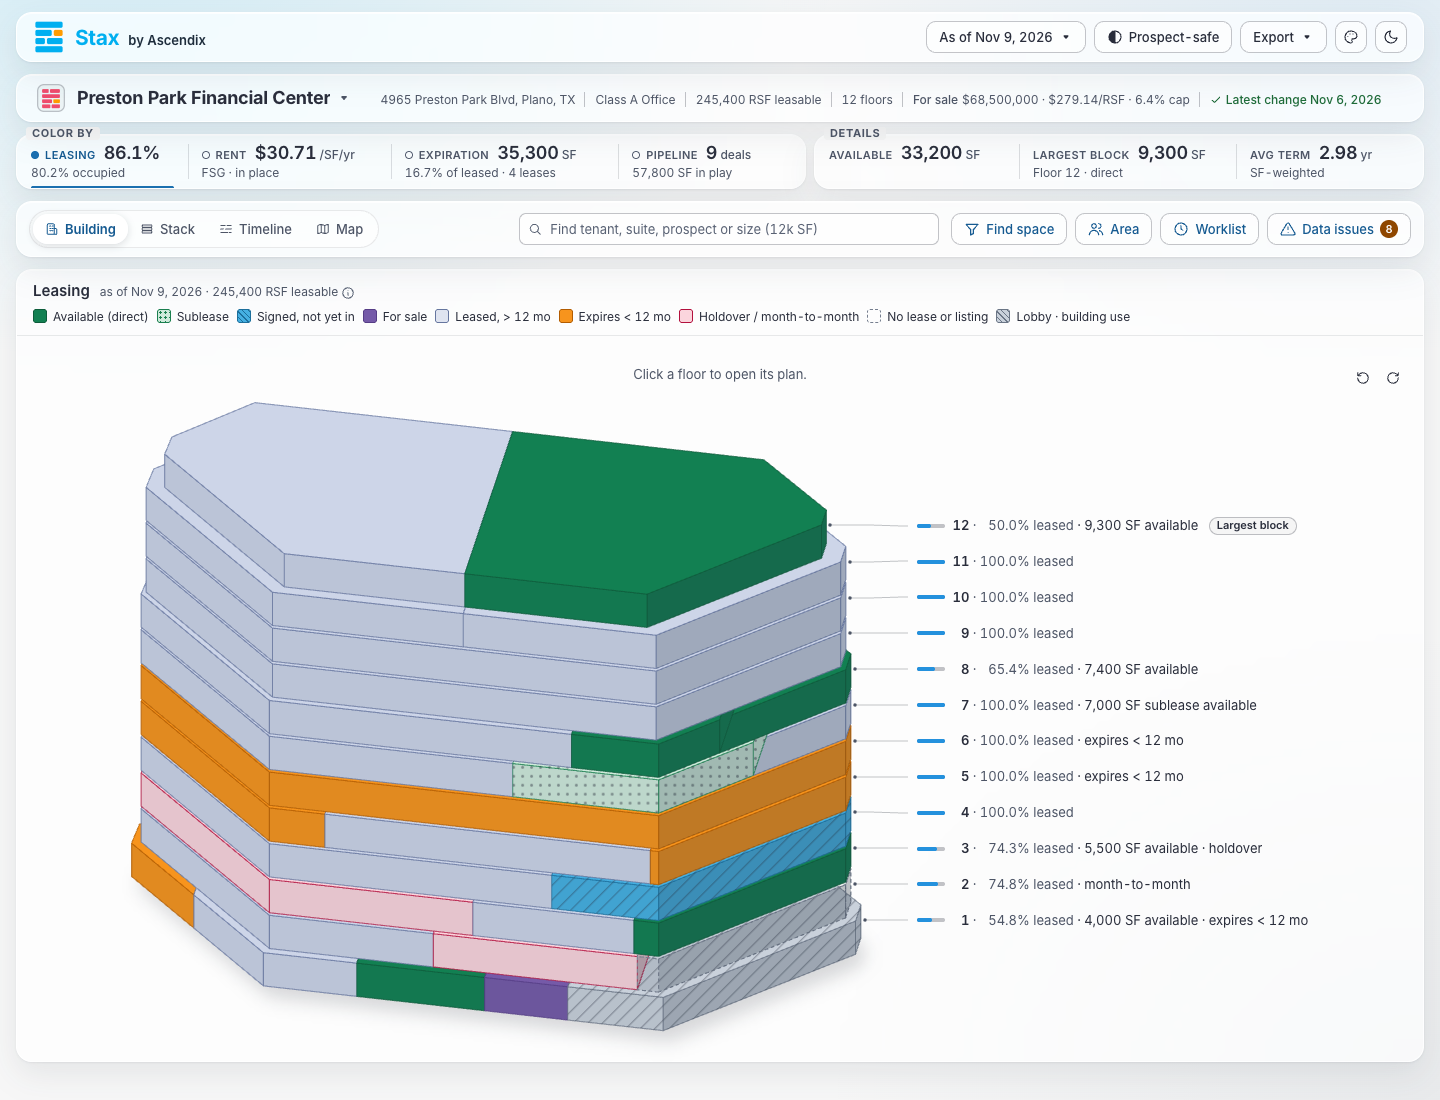 Stax by Ascendix
As of Nov 9, 2026
Prospect-safe
Export
Preston Park Financial Center
4965 Preston Park Blvd, Plano, TX
Class A Office
245,400 RSF leasable
12 floors
For sale $68,500,000 · $279.14/RSF · 6.4% cap
Latest change Nov 6, 2026
COLOR BY
LEASING 86.1%
80.2% occupied
RENT $30.71 /SF/yr
FSG · in place
EXPIRATION 35,300 SF
16.7% of leased · 4 leases
PIPELINE 9 deals
57,800 SF in play
DETAILS
AVAILABLE 33,200 SF
LARGEST BLOCK 9,300 SF
Floor 12 · direct
AVG TERM 2.98 yr
SF-weighted
Building
Stack
Timeline
Map
Find tenant, suite, prospect or size (12k SF)
Find space
Area
Worklist
Data issues 8
Leasing as of Nov 9, 2026 · 245,400 RSF leasable
Available (direct)
Sublease
Signed, not yet in
For sale
Leased, > 12 mo
Expires < 12 mo
Holdover / month-to-month
No lease or listing
Lobby · building use
Click a floor to open its plan.
12 · 50.0% leased · 9,300 SF available Largest block
11 · 100.0% leased
10 · 100.0% leased
9 · 100.0% leased
8 · 65.4% leased · 7,400 SF available
7 · 100.0% leased · 7,000 SF sublease available
6 · 100.0% leased · expires < 12 mo
5 · 100.0% leased · expires < 12 mo
4 · 100.0% leased
3 · 74.3% leased · 5,500 SF available · holdover
2 · 74.8% leased · month-to-month
1 · 54.8% leased · 4,000 SF available · expires < 12 mo